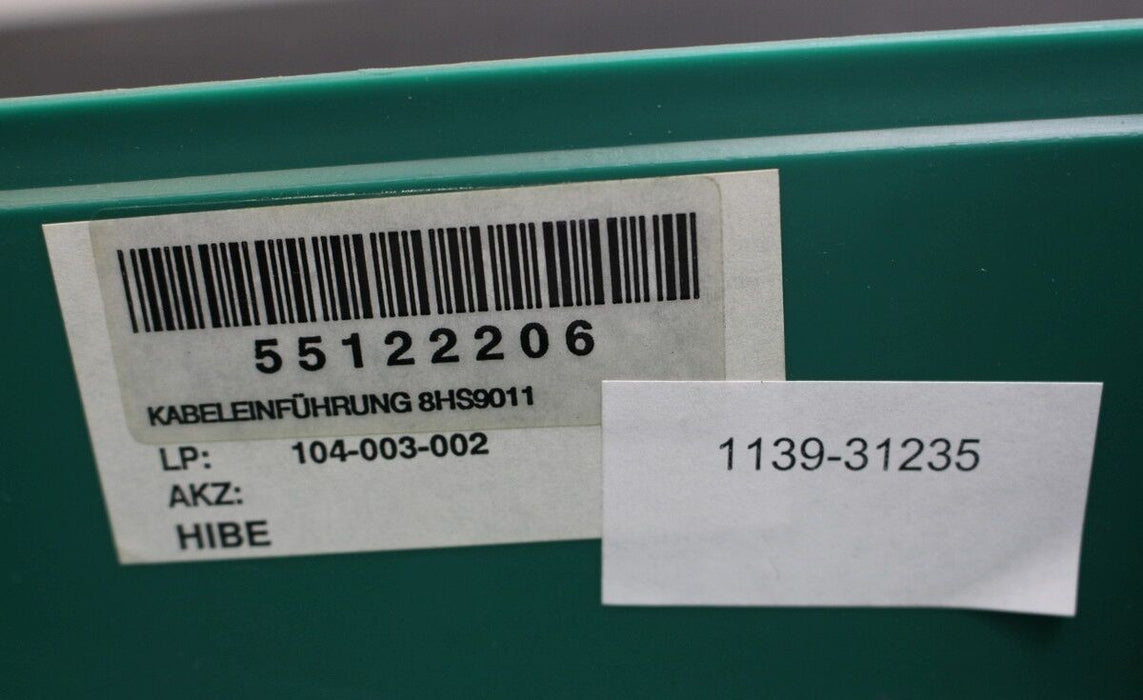 55122206
KABELEINFÜHRUNG 8HS9011
LP: 104-003-002
AKZ:
HIBE
1139-31235